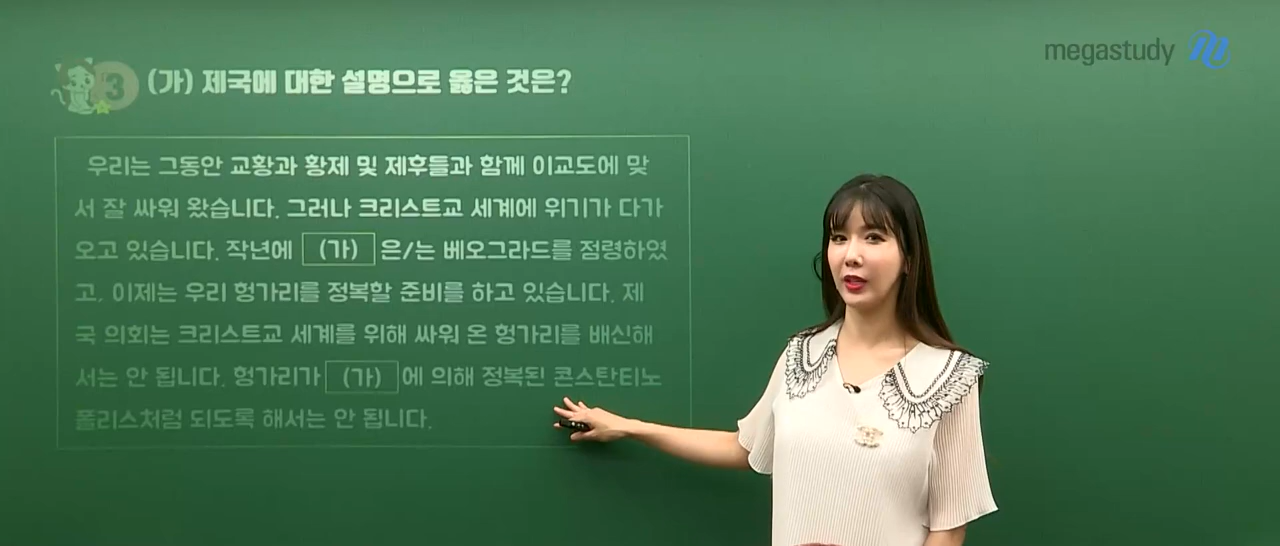 megastudy
3 (가) 제국에 대한 설명으로 옳은 것은?
우리는 그동안 교황과 황제 및 제후들과 함께 이교도에 맞
서 잘 싸워 왔습니다. 그러나 크리스트교 세계에 위기가 다가
오고 있습니다. 작년에 (가) 은/는 베오그라드를 점령하였
고, 이제는 우리 헝가리를 정복할 준비를 하고 있습니다. 제
국 의회는 크리스트교 세계를 위해 싸워 온 헝가리를 배신해
서는 안 됩니다. 헝가리가 (가) 에 의해 정복된 콘스탄티노
폴리스처럼 되도록 해서는 안 됩니다.